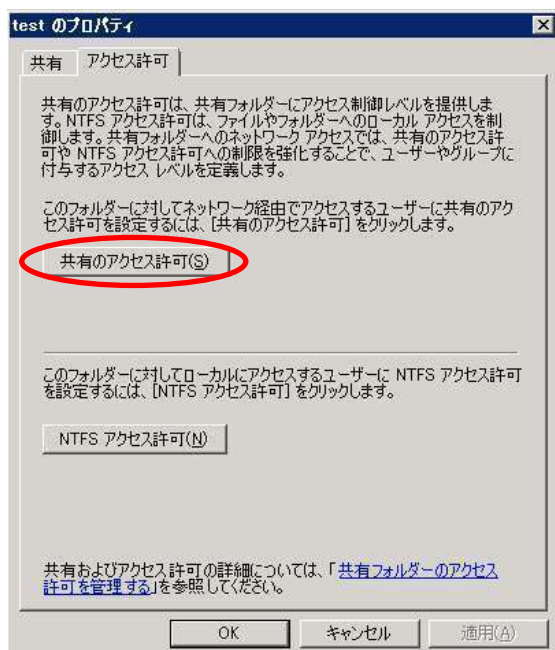 test のプロパティ
共有
アクセス許可
共有のアクセス許可は、共有フォルダーにアクセス制御レベルを提供しま
す。NTFS アクセス許可は、ファイルやフォルダーへのローカル アクセスを制
御します。共有フォルダーへのネットワーク アクセスでは、共有のアクセス許
可や NTFS アクセス許可への制限を強化することで、ユーザーやグループに
付与するアクセス レベルを定義します。
このフォルダーに対してネットワーク経由でアクセスするユーザーに共有のアク
セス許可を設定するには、[共有のアクセス許可] をクリックします。
共有のアクセス許可(S)
このフォルダーに対してローカルにアクセスするユーザーに NTFS アクセス許可
を設定するには、[NTFS アクセス許可] をクリックします。
NTFS アクセス許可(N)
共有およびアクセス許可の詳細については、「共有フォルダーのアクセス
許可を管理する」を参照してください。
OK
キャンセル
適用(A)